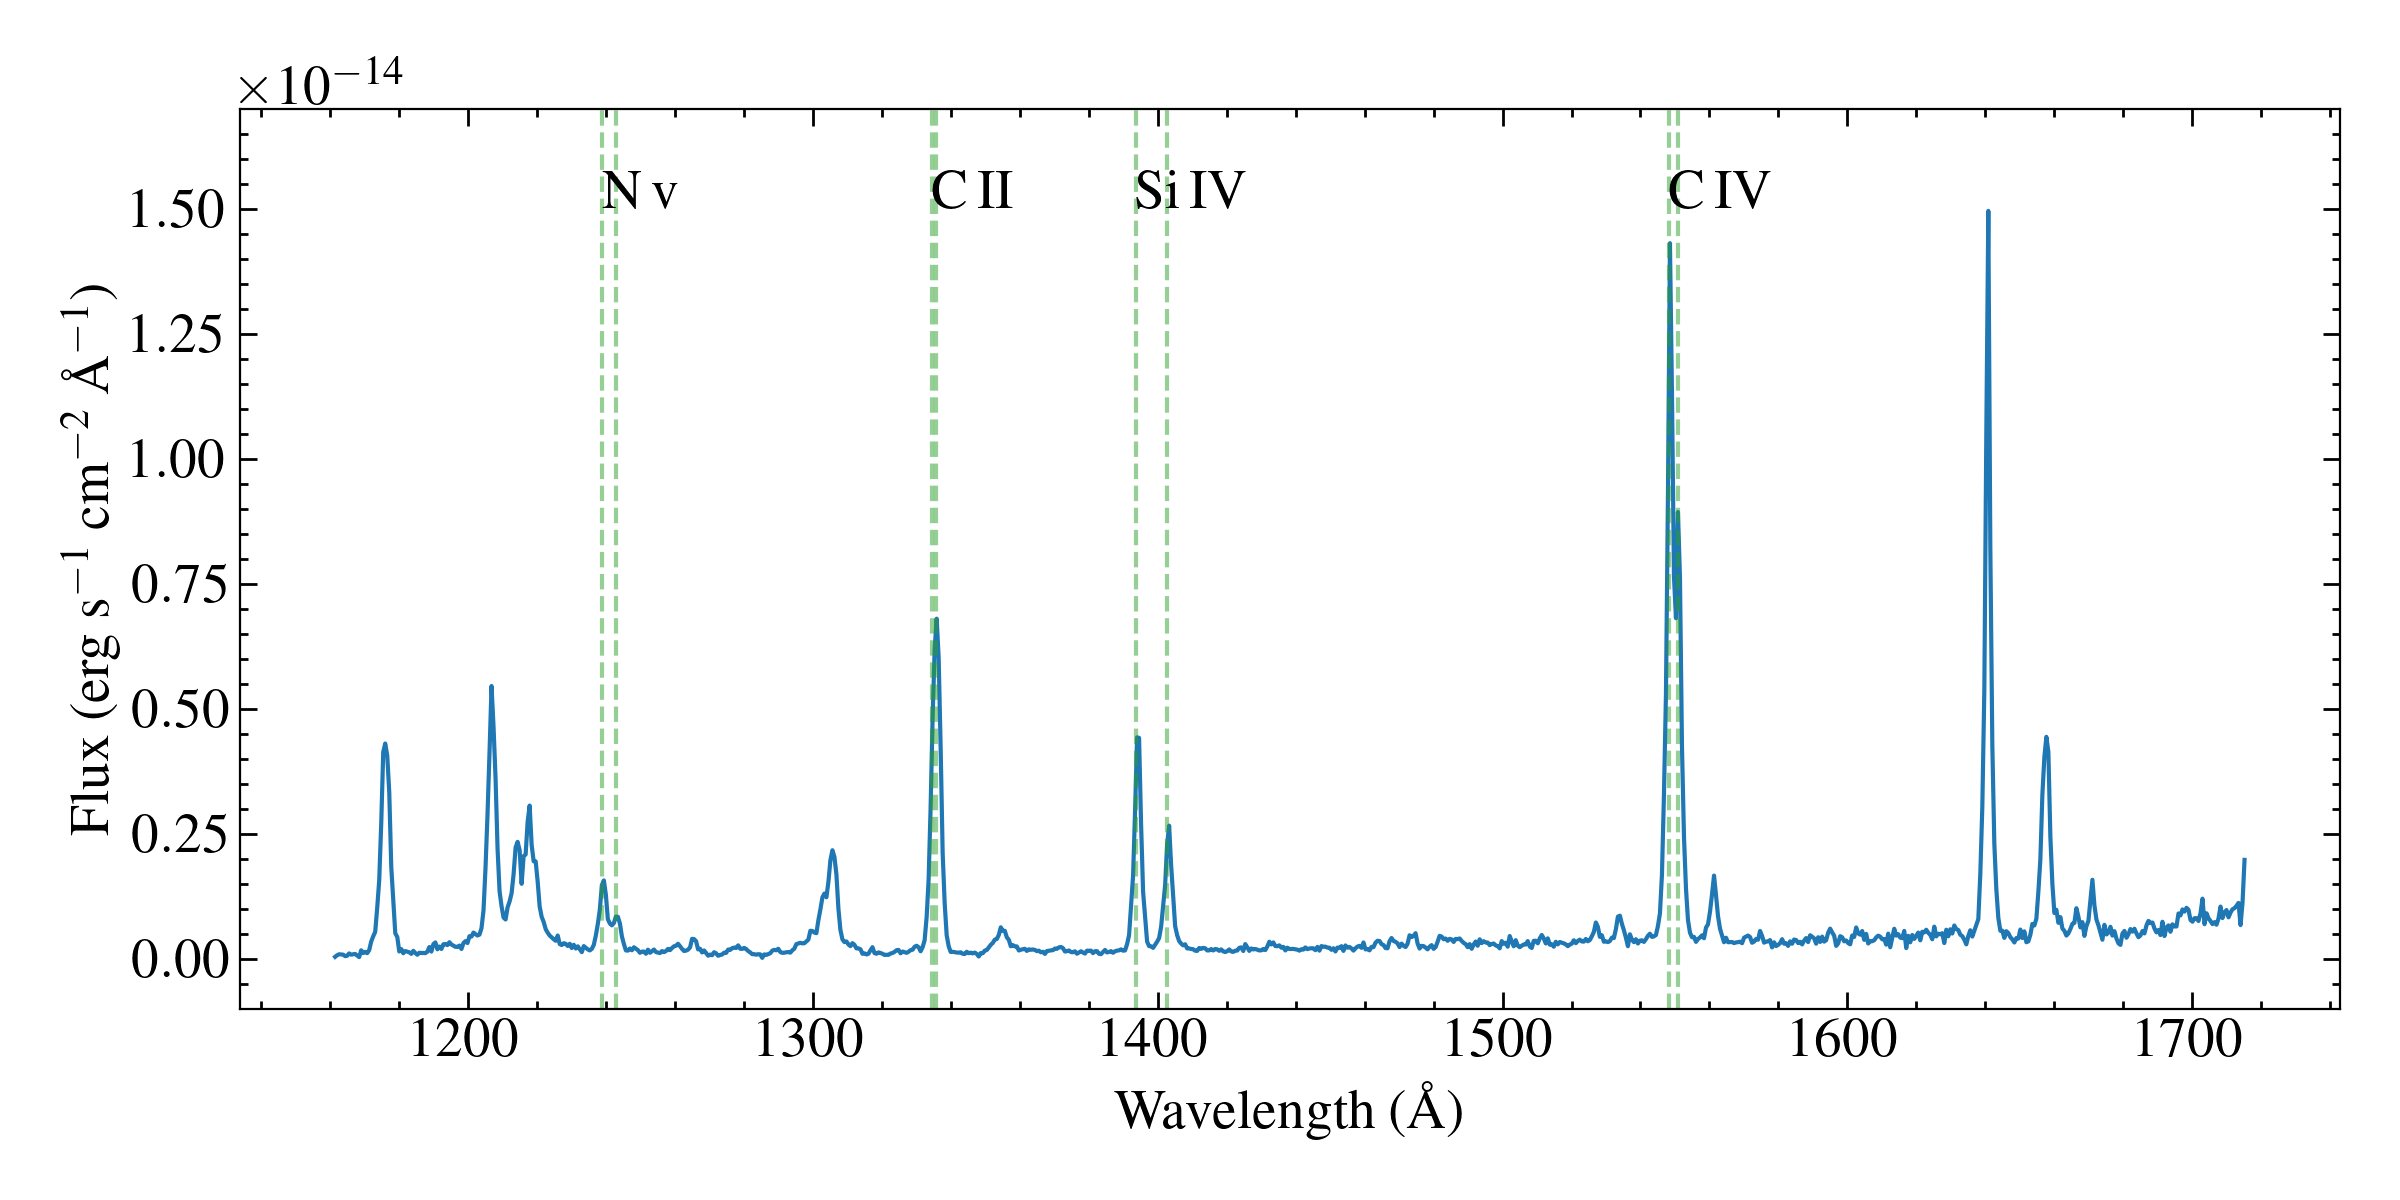 ×10⁻¹⁴
N v
C II
Si IV
C IV
1.50
1.25
1.00
0.75
0.50
0.25
0.00
Flux (erg s⁻¹ cm⁻² Å⁻¹)
1200 1300 1400 1500 1600 1700
Wavelength (Å)